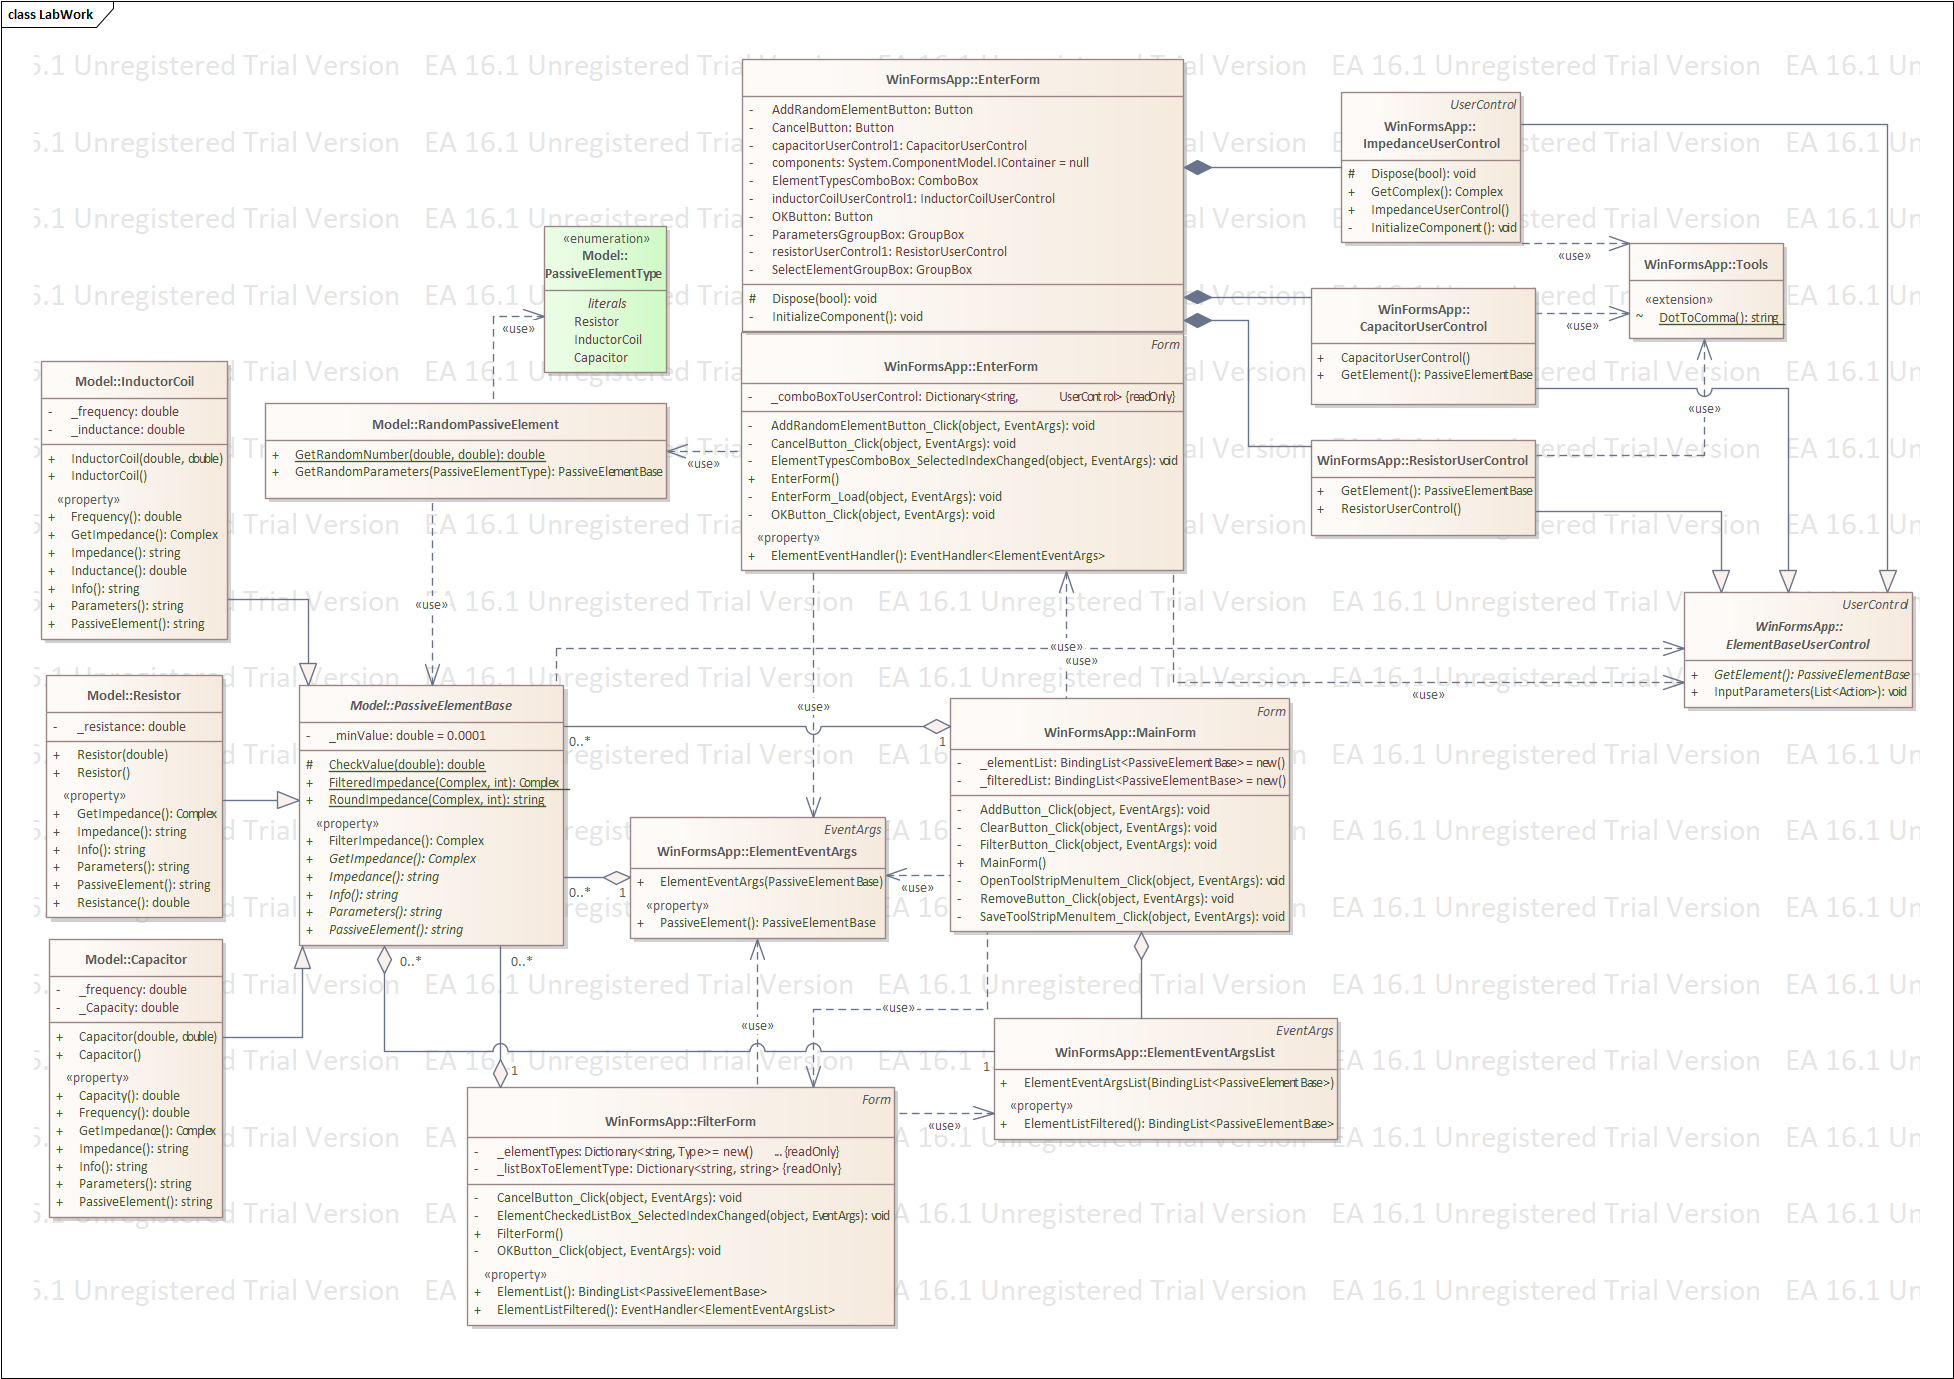 class LabWork
WinFormsApp::EnterForm
- AddRandomElementButton: Button
- CancelButton: Button
- capacitorUserControl1: CapacitorUserControl
- components: System.ComponentModel.IContainer = null
- ElementTypesComboBox: ComboBox
- inductorCoilUserControl1: InductorCoilUserControl
- OKButton: Button
- ParametersGgroupBox: GroupBox
- resistorUserControl1: ResistorUserControl
- SelectElementGroupBox: GroupBox
# Dispose(bool): void
- InitializeComponent(): void
Form
WinFormsApp::EnterForm
- _comboBoxToUserControl: Dictionary<string, UserControl> {readOnly}
- AddRandomElementButton_Click(object, EventArgs): void
- CancelButton_Click(object, EventArgs): void
- ElementTypesComboBox_SelectedIndexChanged(object, EventArgs): void
+ EnterForm()
- EnterForm_Load(object, EventArgs): void
- OKButton_Click(object, EventArgs): void
«property»
+ ElementEventHandler(): EventHandler<ElementEventArgs>
UserControl
WinFormsApp::
ImpedanceUserControl
# Dispose(bool): void
+ GetComplex(): Complex
+ ImpedanceUserControl()
- InitializeComponent(): void
«use»
WinFormsApp::Tools
«extension»
~ DotToComma(): string
WinFormsApp::
CapacitorUserControl
+ CapacitorUserControl()
+ GetElement(): PassiveElementBase
«use»
«use»
WinFormsApp::ResistorUserControl
+ GetElement(): PassiveElementBase
+ ResistorUserControl()
UserControl
WinFormsApp::
ElementBaseUserControl
+ GetElement(): PassiveElementBase
+ InputParameters(List<Action>): void
«enumeration»
Model::
PassiveElementType
literals
Resistor
InductorCoil
Capacitor
«use»
Model::RandomPassiveElement
+ GetRandomNumber(double, double): double
+ GetRandomParameters(PassiveElementType): PassiveElementBase
«use»
«use»
Model::InductorCoil
- _frequency: double
- _inductance: double
+ InductorCoil(double, double)
+ InductorCoil()
«property»
+ Frequency(): double
+ GetImpedance(): Complex
+ Impedance(): string
+ Inductance(): double
+ Info(): string
+ Parameters(): string
+ PassiveElement(): string
Model::Resistor
- _resistance: double
+ Resistor(double)
+ Resistor()
«property»
+ GetImpedance(): Complex
+ Impedance(): string
+ Info(): string
+ Parameters(): string
+ PassiveElement(): string
+ Resistance(): double
Model::Capacitor
- _frequency: double
- _Capacity: double
+ Capacitor(double, double)
+ Capacitor()
«property»
+ Capacity(): double
+ Frequency(): double
+ GetImpedance(): Complex
+ Impedance(): string
+ Info(): string
+ Parameters(): string
+ PassiveElement(): string
Model::PassiveElementBase
- _minValue: double = 0.0001
# CheckValue(double): double
+ FilteredImpedance(Complex, int): Complex
+ RoundImpedance(Complex, int): string
«property»
+ FilterImpedance(): Complex
+ GetImpedance(): Complex
+ Impedance(): string
+ Info(): string
+ Parameters(): string
+ PassiveElement(): string
«use»
«use»
«use»
«use»
0..*
1
0..*
1
0..*
0..*
1
1
EventArgs
WinFormsApp::ElementEventArgs
+ ElementEventArgs(PassiveElementBase)
«property»
+ PassiveElement(): PassiveElementBase
«use»
Form
WinFormsApp::MainForm
- _elementList: BindingList<PassiveElementBase> = new()
- _filteredList: BindingList<PassiveElementBase> = new()
- AddButton_Click(object, EventArgs): void
- ClearButton_Click(object, EventArgs): void
- FilterButton_Click(object, EventArgs): void
+ MainForm()
- OpenToolStripMenuItem_Click(object, EventArgs): void
- RemoveButton_Click(object, EventArgs): void
- SaveToolStripMenuItem_Click(object, EventArgs): void
«use»
«use»
EventArgs
WinFormsApp::ElementEventArgsList
+ ElementEventArgsList(BindingList<PassiveElementBase>)
«property»
+ ElementListFiltered(): BindingList<PassiveElementBase>
«use»
Form
WinFormsApp::FilterForm
- _elementTypes: Dictionary<string, Type>= new() ... {readOnly}
- _listBoxToElementType: Dictionary<string, string> {readOnly}
- CancelButton_Click(object, EventArgs): void
- ElementCheckedListBox_SelectedIndexChanged(object, EventArgs): void
+ FilterForm()
- OKButton_Click(object, EventArgs): void
«property»
+ ElementList(): BindingList<PassiveElementBase>
+ ElementListFiltered(): EventHandler<ElementEventArgsList>
EA 16.1 Unregistered Trial Version